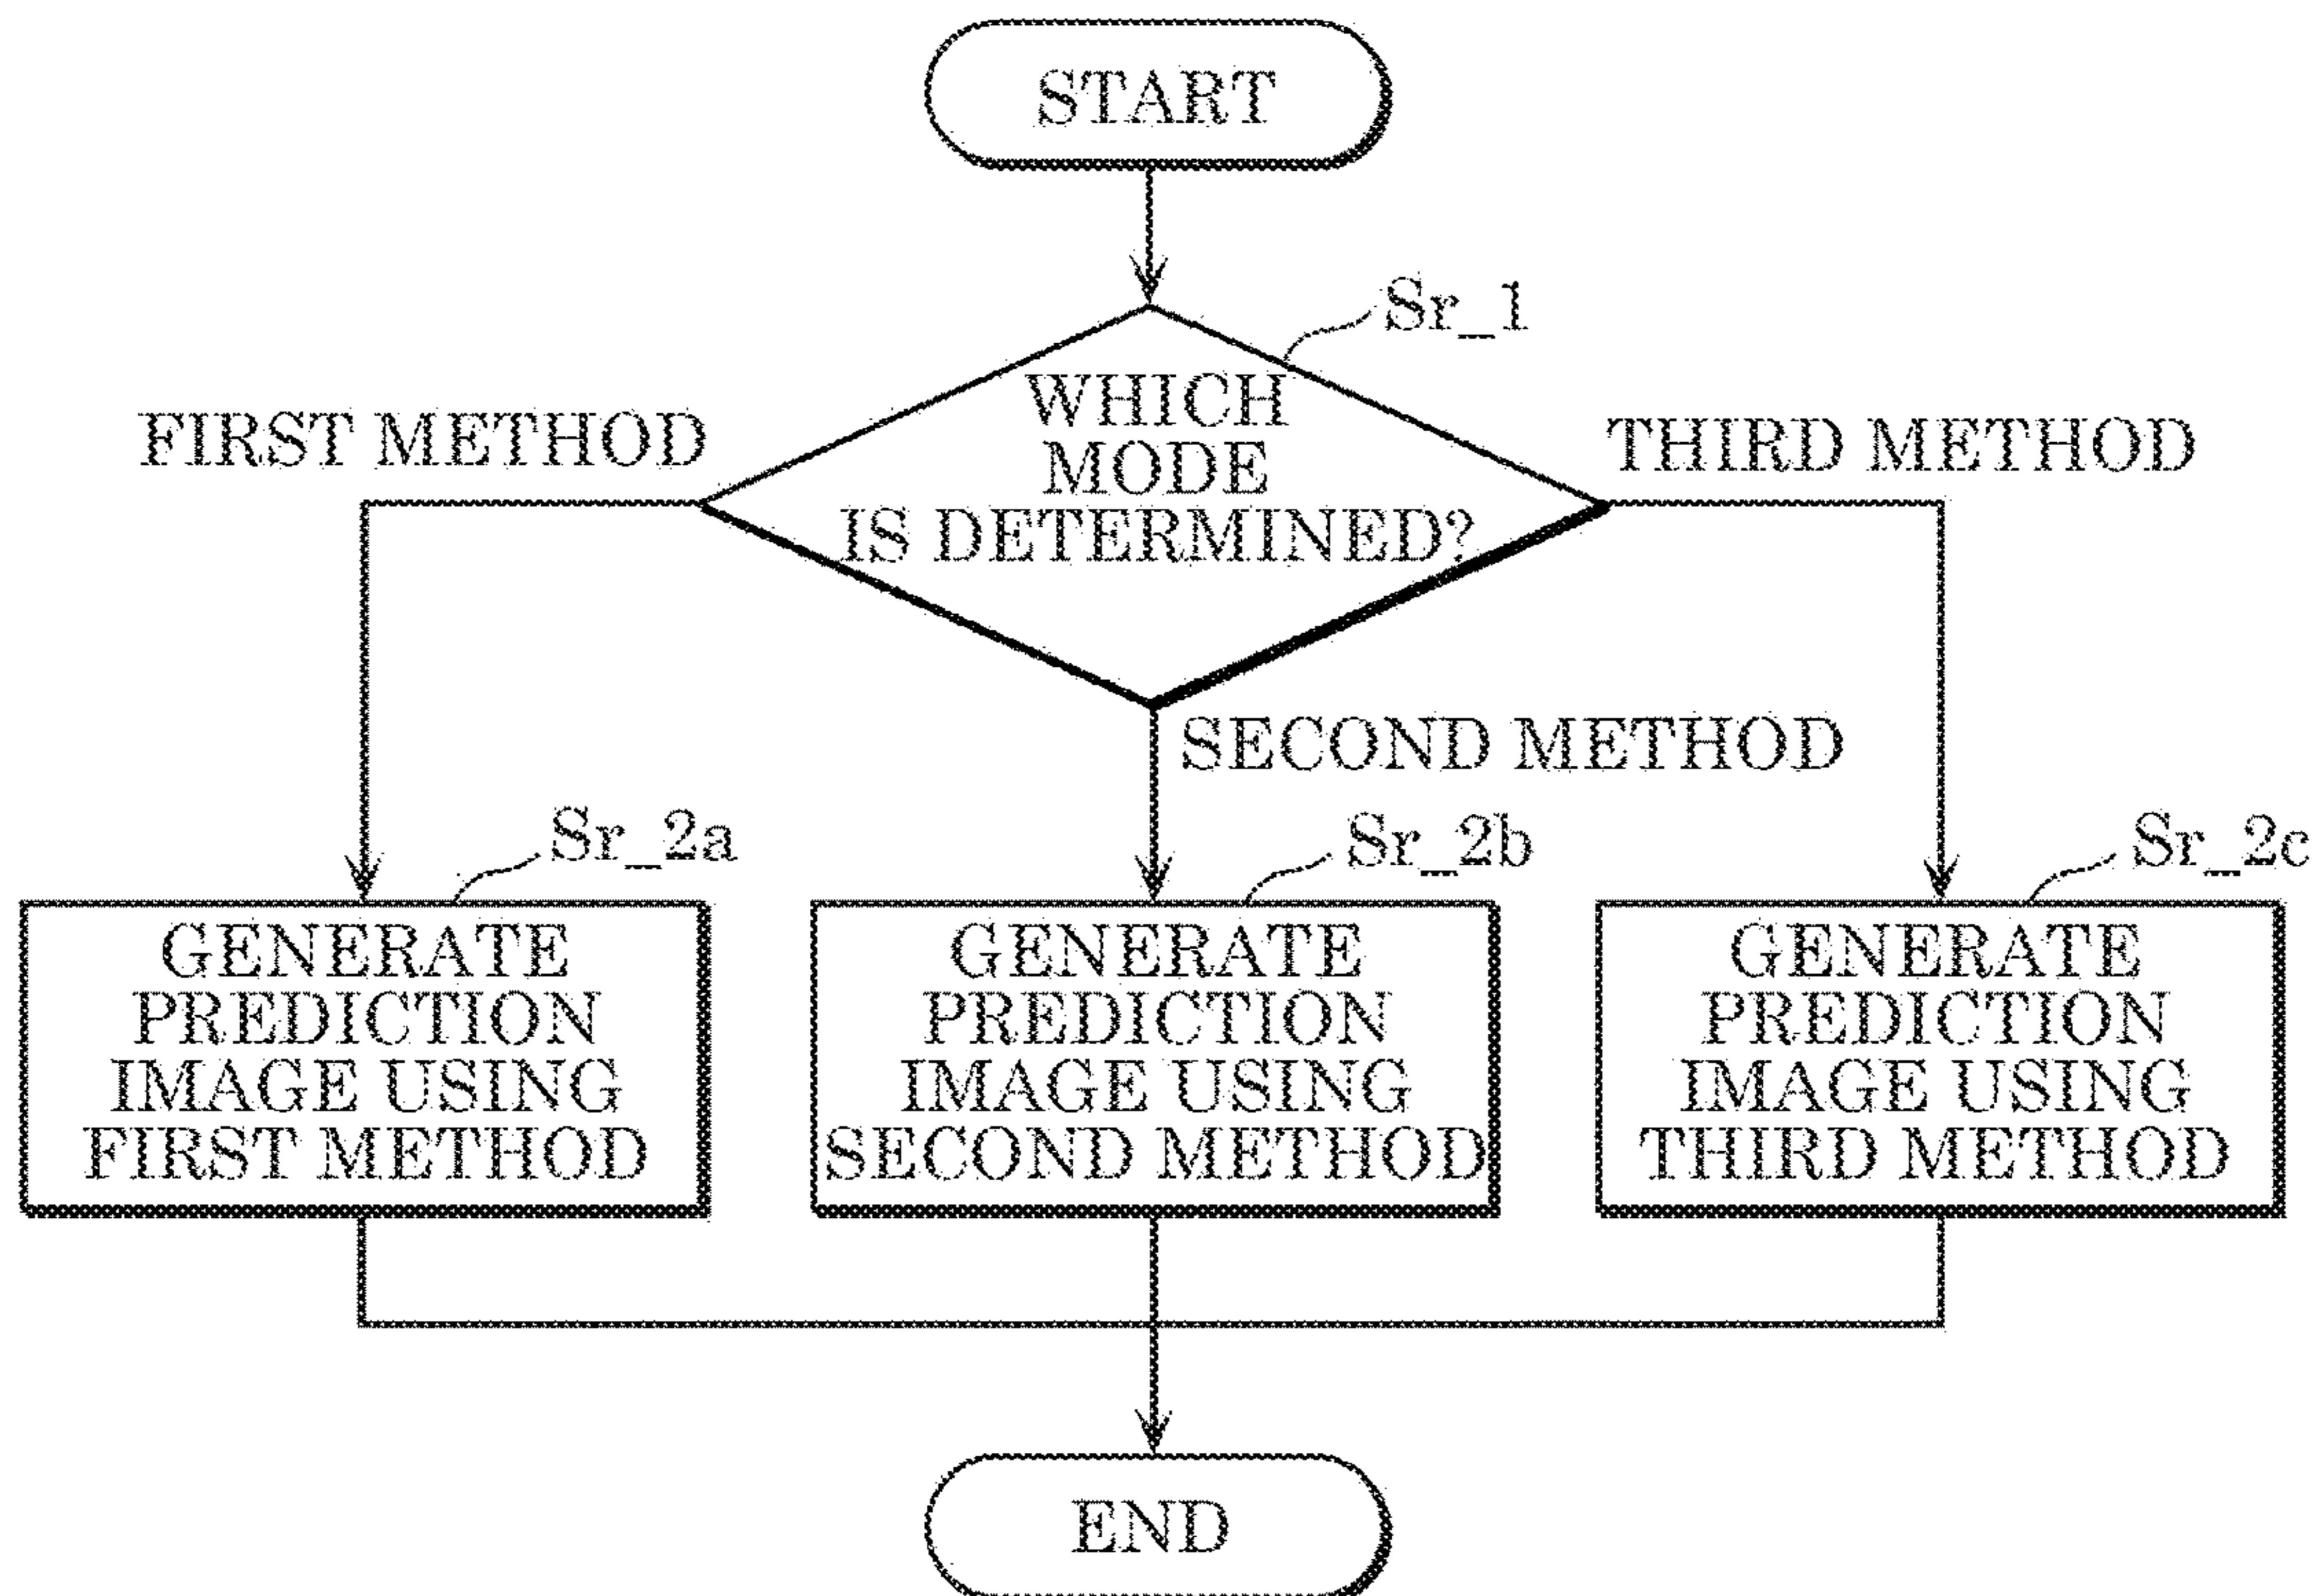 START
Sr_1
WHICH
MODE
IS DETERMINED?
FIRST METHOD
THIRD METHOD
SECOND METHOD
Sr_2a
GENERATE
PREDICTION
IMAGE USING
FIRST METHOD
Sr_2b
GENERATE
PREDICTION
IMAGE USING
SECOND METHOD
Sr_2c
GENERATE
PREDICTION
IMAGE USING
THIRD METHOD
END